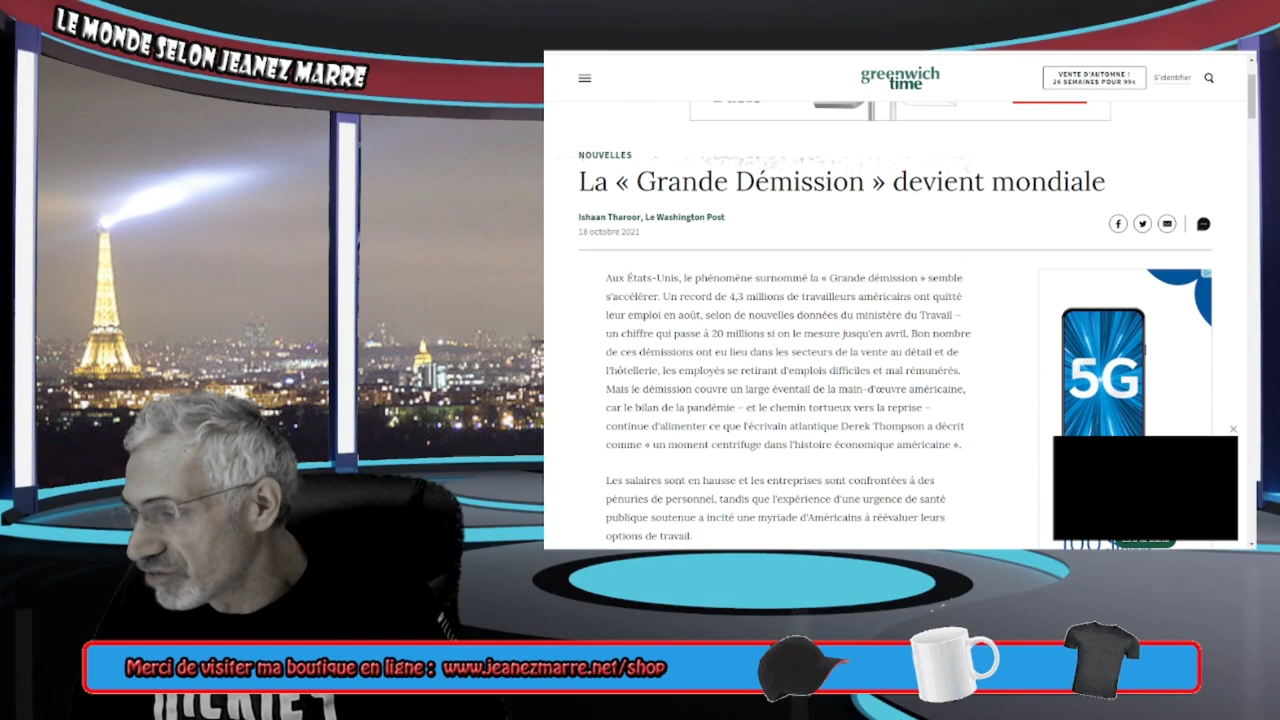 LE MONDE SELON JEANEZ MARRE
greenwich
time
VENTE D'AUTOMNE :
26 SEMAINES POUR 99¢
S'identifier
NOUVELLES
La « Grande Démission » devient mondiale
Ishaan Tharoor, Le Washington Post
18 octobre 2021
Aux États-Unis, le phénomène surnommé la « Grande démission » semble
s'accélérer. Un record de 4,3 millions de travailleurs américains ont quitté
leur emploi en août, selon de nouvelles données du ministère du Travail –
un chiffre qui passe à 20 millions si on le mesure jusqu'en avril. Bon nombre
de ces démissions ont eu lieu dans les secteurs de la vente au détail et de
l'hôtellerie, les employés se retirant d'emplois difficiles et mal rémunérés.
Mais le démission couvre un large éventail de la main-d'œuvre américaine,
car le bilan de la pandémie – et le chemin tortueux vers la reprise –
continue d'alimenter ce que l'écrivain atlantique Derek Thompson a décrit
comme « un moment centrifuge dans l'histoire économique américaine ».
Les salaires sont en hausse et les entreprises sont confrontées à des
pénuries de personnel, tandis que l'expérience d'une urgence de santé
publique soutenue a incité une myriade d'Américains à réévaluer leurs
options de travail.
5G
Merci de visiter ma boutique en ligne : www.jeanezmarre.net/shop